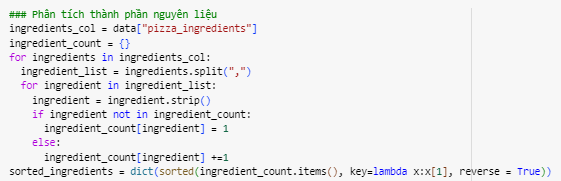 ### Phân tích thành phần nguyên liệu
ingredients_col = data["pizza_ingredients"]
ingredient_count = {}
for ingredients in ingredients_col:
  ingredient_list = ingredients.split(",")
  for ingredient in ingredient_list:
    ingredient = ingredient.strip()
    if ingredient not in ingredient_count:
      ingredient_count[ingredient] = 1
    else:
      ingredient_count[ingredient] +=1
sorted_ingredients = dict(sorted(ingredient_count.items(), key=lambda x:x[1], reverse = True))